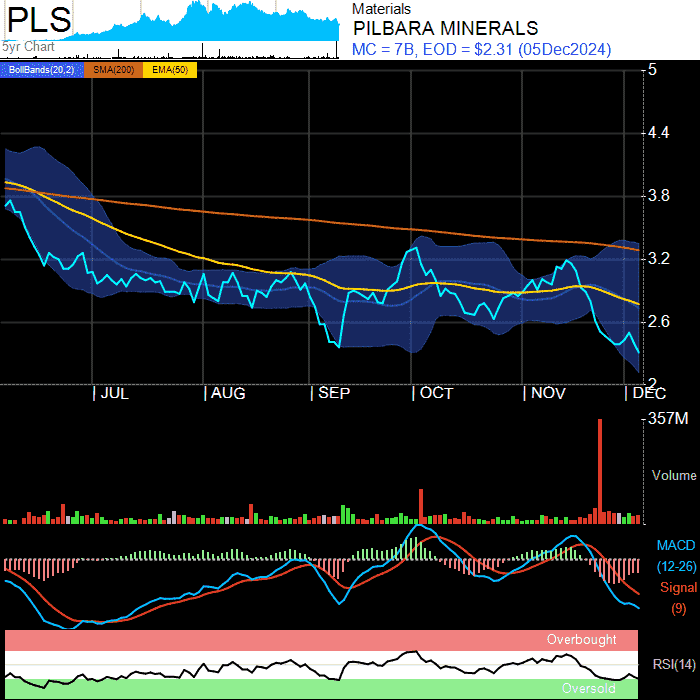 PLS
5yr Chart
Materials
PILBARA MINERALS
MC = 7B, EOD = $2.31 (05Dec2024)
BollBands(20,2) SMA(200) EMA(50)
5
4.4
3.8
3.2
2.6
2
| JUL | AUG | SEP | OCT | NOV | DEC
357M
Volume
MACD
(12-26)
Signal
(9)
Overbought
RSI(14)
Oversold